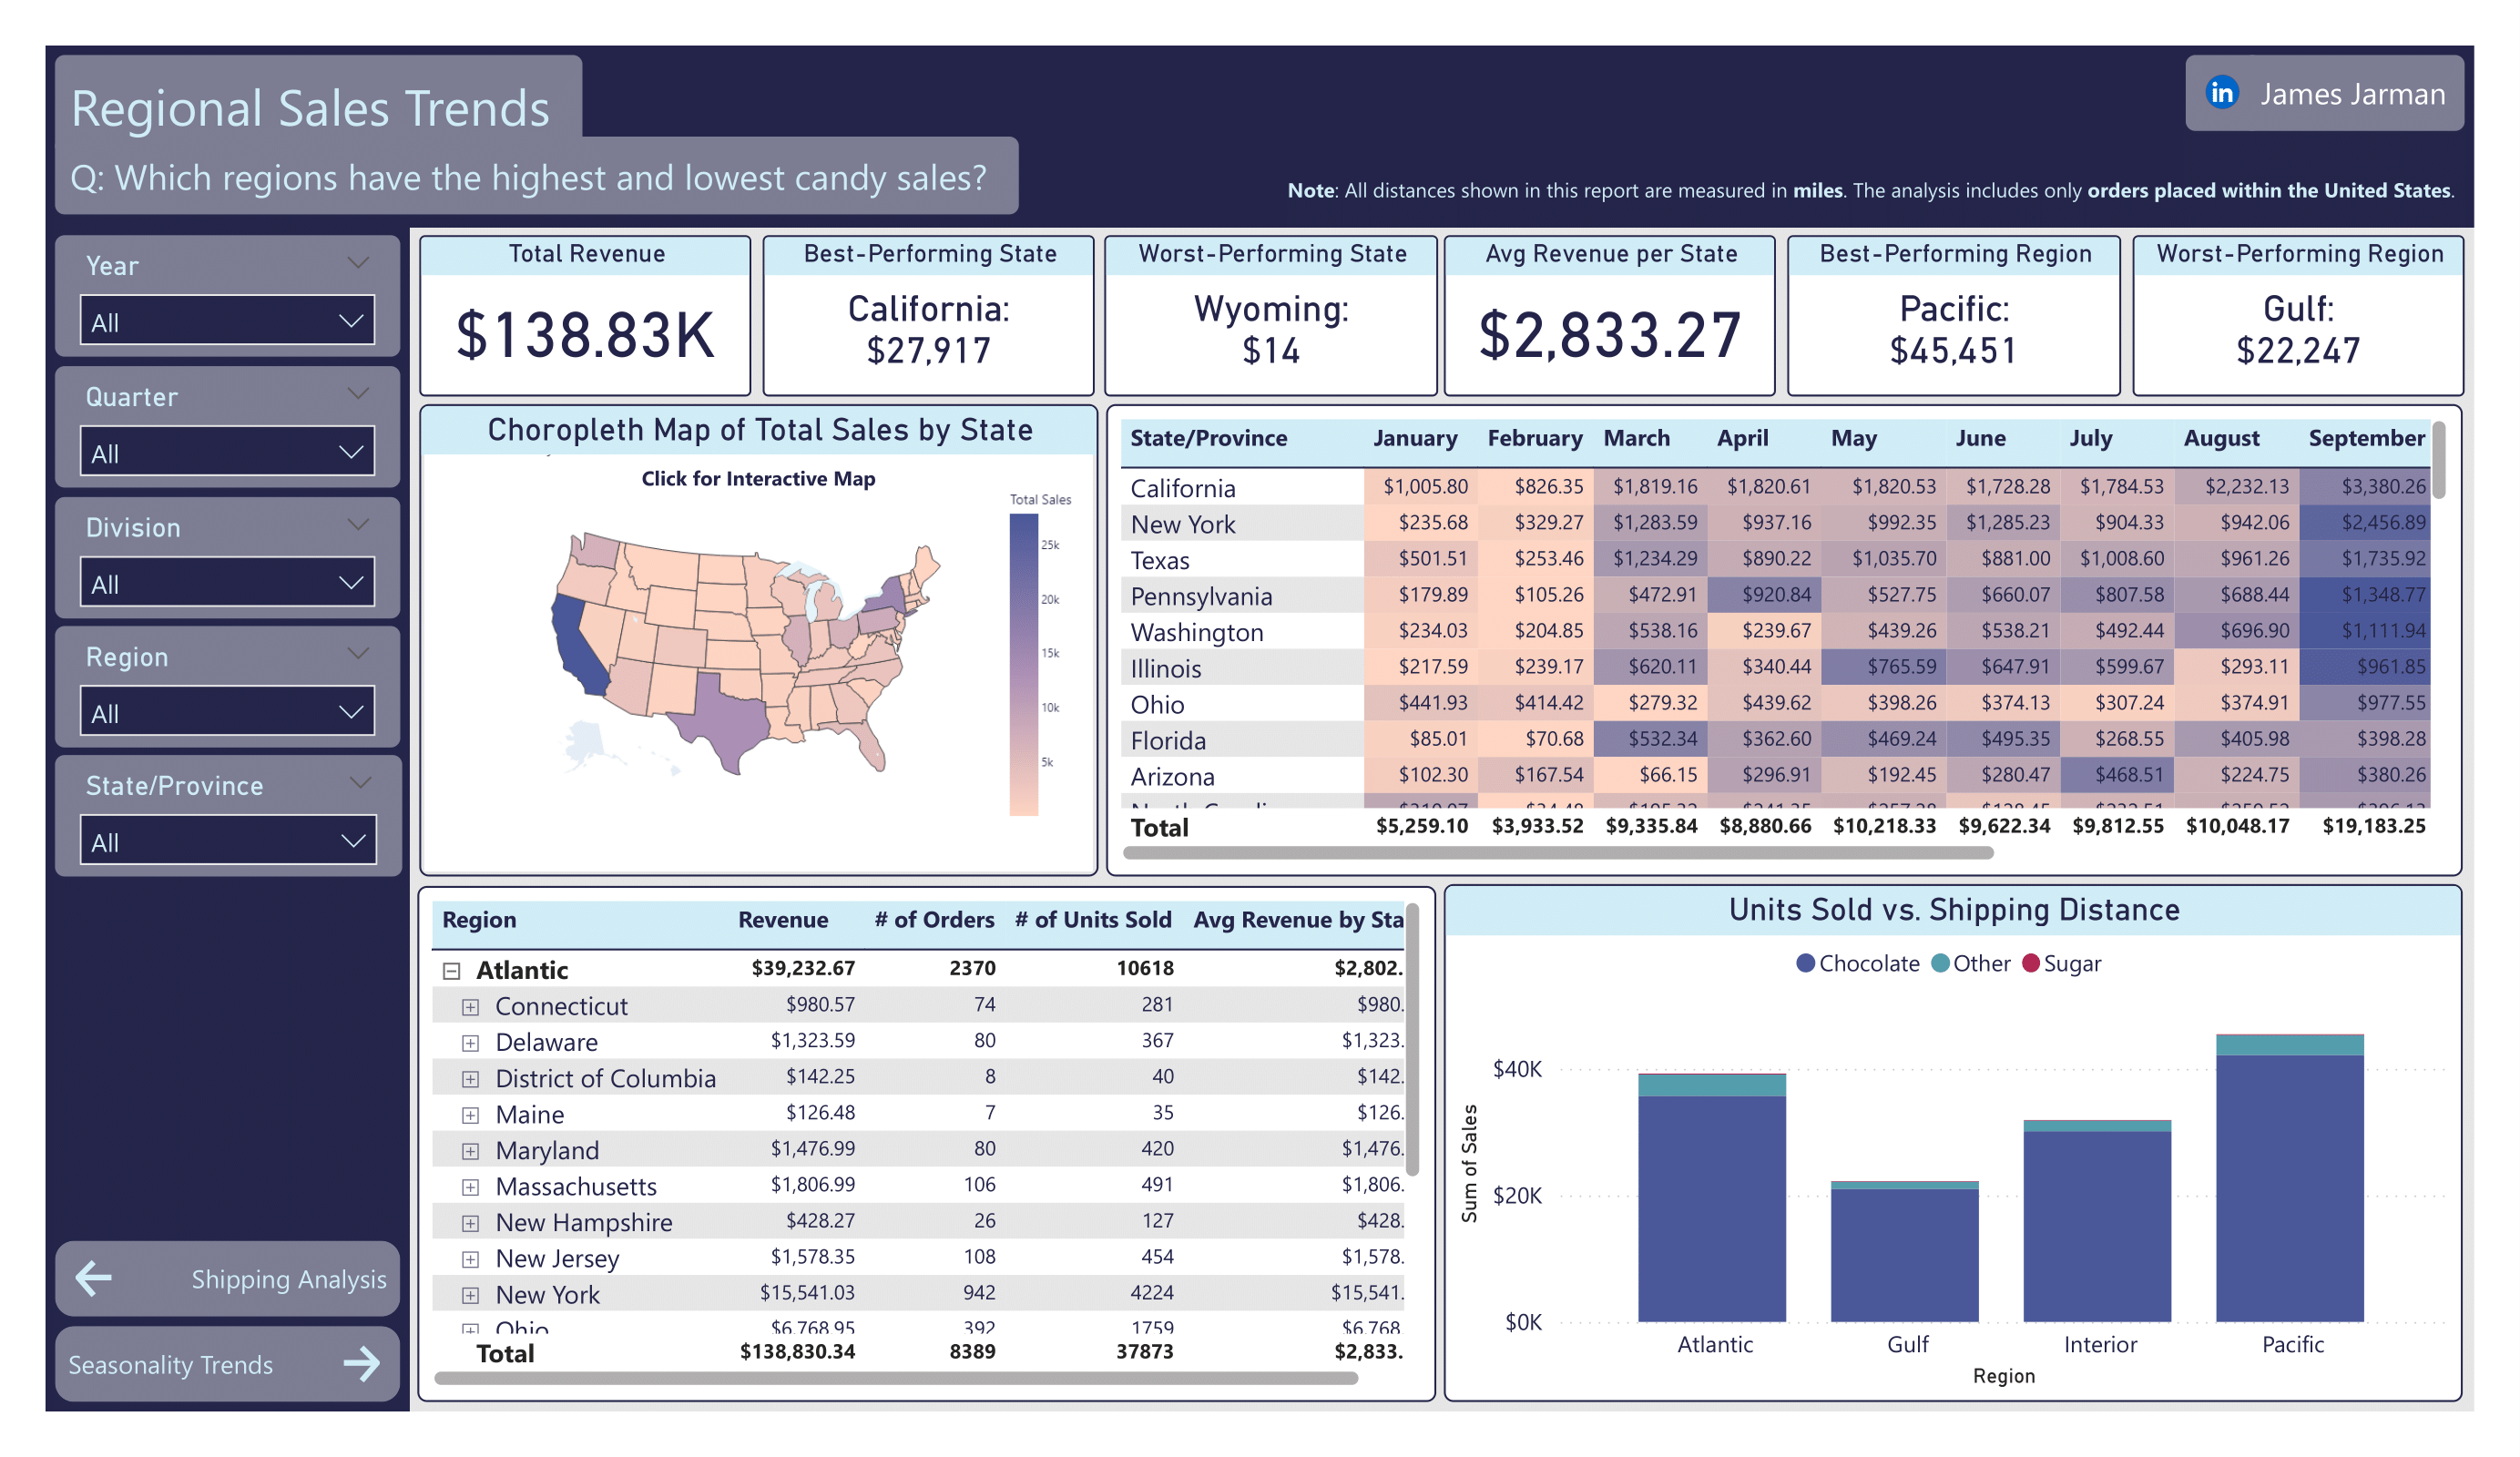 Regional Sales Trends
Q: Which regions have the highest and lowest candy sales?
in James Jarman
Note: All distances shown in this report are measured in miles. The analysis includes only orders placed within the United States.
Year
All
Quarter
All
Division
All
Region
All
State/Province
All
Shipping Analysis
Seasonality Trends
Total Revenue
$138.83K
Best-Performing State
California:
$27,917
Worst-Performing State
Wyoming:
$14
Avg Revenue per State
$2,833.27
Best-Performing Region
Pacific:
$45,451
Worst-Performing Region
Gulf:
$22,247
Choropleth Map of Total Sales by State
Click for Interactive Map
Total Sales
25k
20k
15k
10k
5k
State/Province January February March April May June July August September
California $1,005.80 $826.35 $1,819.16 $1,820.61 $1,820.53 $1,728.28 $1,784.53 $2,232.13 $3,380.26
New York $235.68 $329.27 $1,283.59 $937.16 $992.35 $1,285.23 $904.33 $942.06 $2,456.89
Texas $501.51 $253.46 $1,234.29 $890.22 $1,035.70 $881.00 $1,008.60 $961.26 $1,735.92
Pennsylvania $179.89 $105.26 $472.91 $920.84 $527.75 $660.07 $807.58 $688.44 $1,348.77
Washington $234.03 $204.85 $538.16 $239.67 $439.26 $538.21 $492.44 $696.90 $1,111.94
Illinois $217.59 $239.17 $620.11 $340.44 $765.59 $647.91 $599.67 $293.11 $961.85
Ohio $441.93 $414.42 $279.32 $439.62 $398.26 $374.13 $307.24 $374.91 $977.55
Florida $85.01 $70.68 $532.34 $362.60 $469.24 $495.35 $268.55 $405.98 $398.28
Arizona $102.30 $167.54 $66.15 $296.91 $192.45 $280.47 $468.51 $224.75 $380.26
Total $5,259.10 $3,933.52 $9,335.84 $8,880.66 $10,218.33 $9,622.34 $9,812.55 $10,048.17 $19,183.25
Region Revenue # of Orders # of Units Sold Avg Revenue by Sta
Atlantic $39,232.67 2370 10618 $2,802.
Connecticut $980.57 74 281 $980.
Delaware $1,323.59 80 367 $1,323.
District of Columbia $142.25 8 40 $142.
Maine $126.48 7 35 $126.
Maryland $1,476.99 80 420 $1,476.
Massachusetts $1,806.99 106 491 $1,806.
New Hampshire $428.27 26 127 $428.
New Jersey $1,578.35 108 454 $1,578.
New York $15,541.03 942 4224 $15,541.
Ohio $6,768.95 392 1759 $6,768.
Total $138,830.34 8389 37873 $2,833.
Units Sold vs. Shipping Distance
Chocolate Other Sugar
Sum of Sales
$40K
$20K
$0K
Atlantic Gulf Interior Pacific
Region